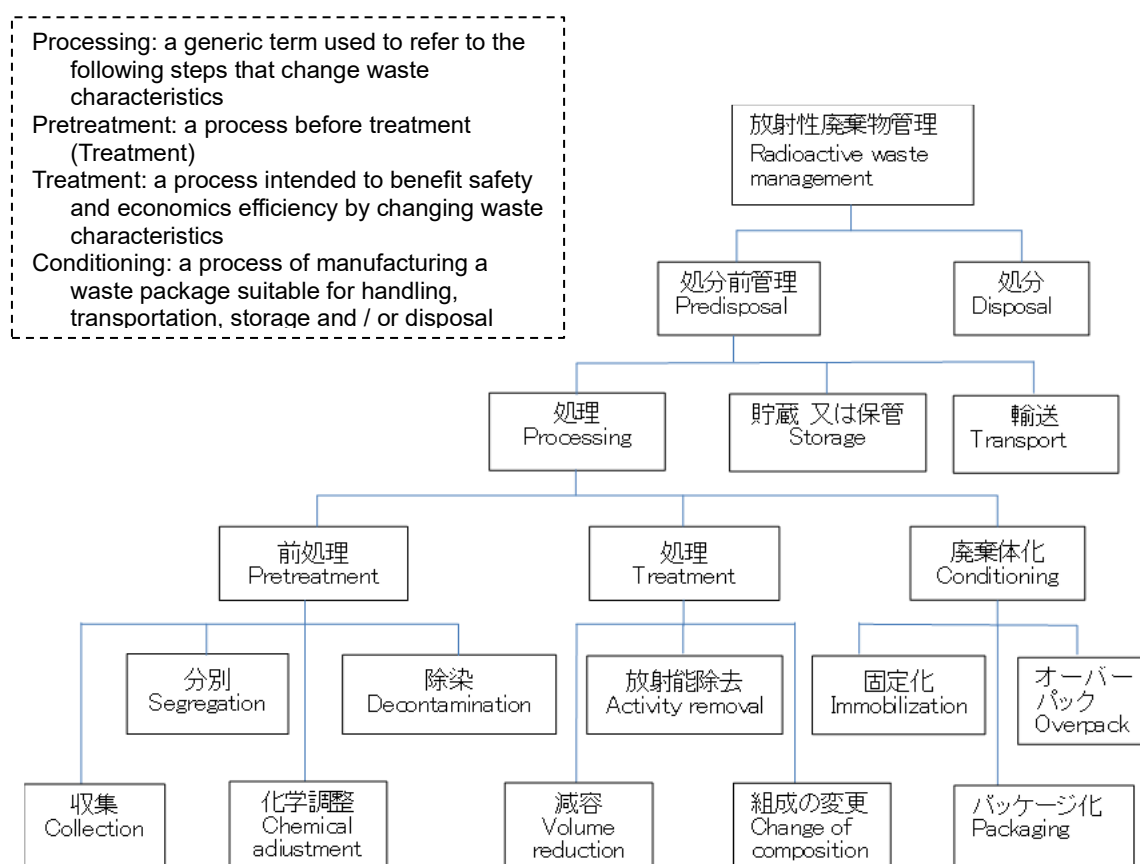 Processing: a generic term used to refer to the
following steps that change waste
characteristics
Pretreatment: a process before treatment
(Treatment)
Treatment: a process intended to benefit safety
and economics efficiency by changing waste
characteristics
Conditioning: a process of manufacturing a
waste package suitable for handling,
transportation, storage and / or disposal
放射性廃棄物管理
Radioactive waste
management
処分前管理
Predisposal
処分
Disposal
処理
Processing
貯蔵 又は保管
Storage
輸送
Transport
前処理
Pretreatment
処理
Treatment
廃棄体化
Conditioning
分別
Segregation
除染
Decontamination
放射能除去
Activity removal
固定化
Immobilization
オーバー
パック
Overpack
収集
Collection
化学調整
Chemical
adjustment
減容
Volume
reduction
組成の変更
Change of
composition
パッケージ化
Packaging